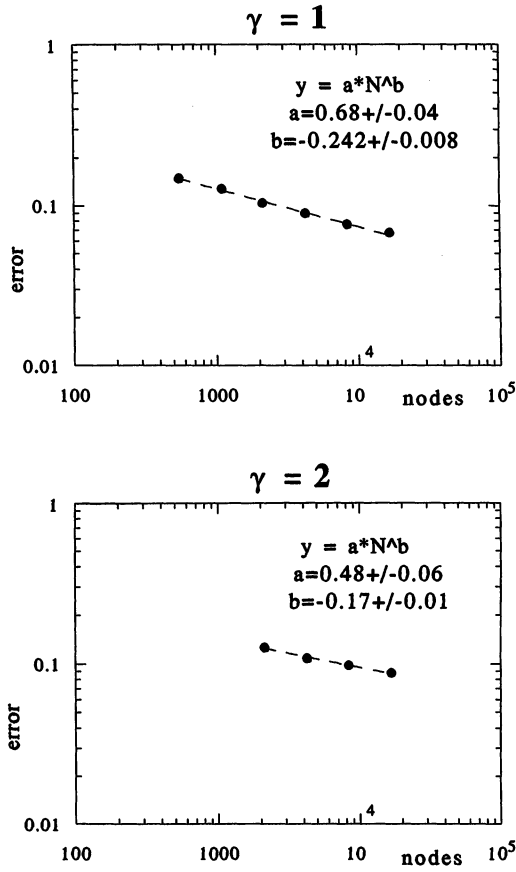 γ = 1
1
y = a*N^b
a=0.68+/-0.04
b=-0.242+/-0.008
0.1
error
0.01
4
100
1000
10
nodes
10^5
γ = 2
1
y = a*N^b
a=0.48+/-0.06
b=-0.17+/-0.01
0.1
error
0.01
4
100
1000
10
nodes
10^5